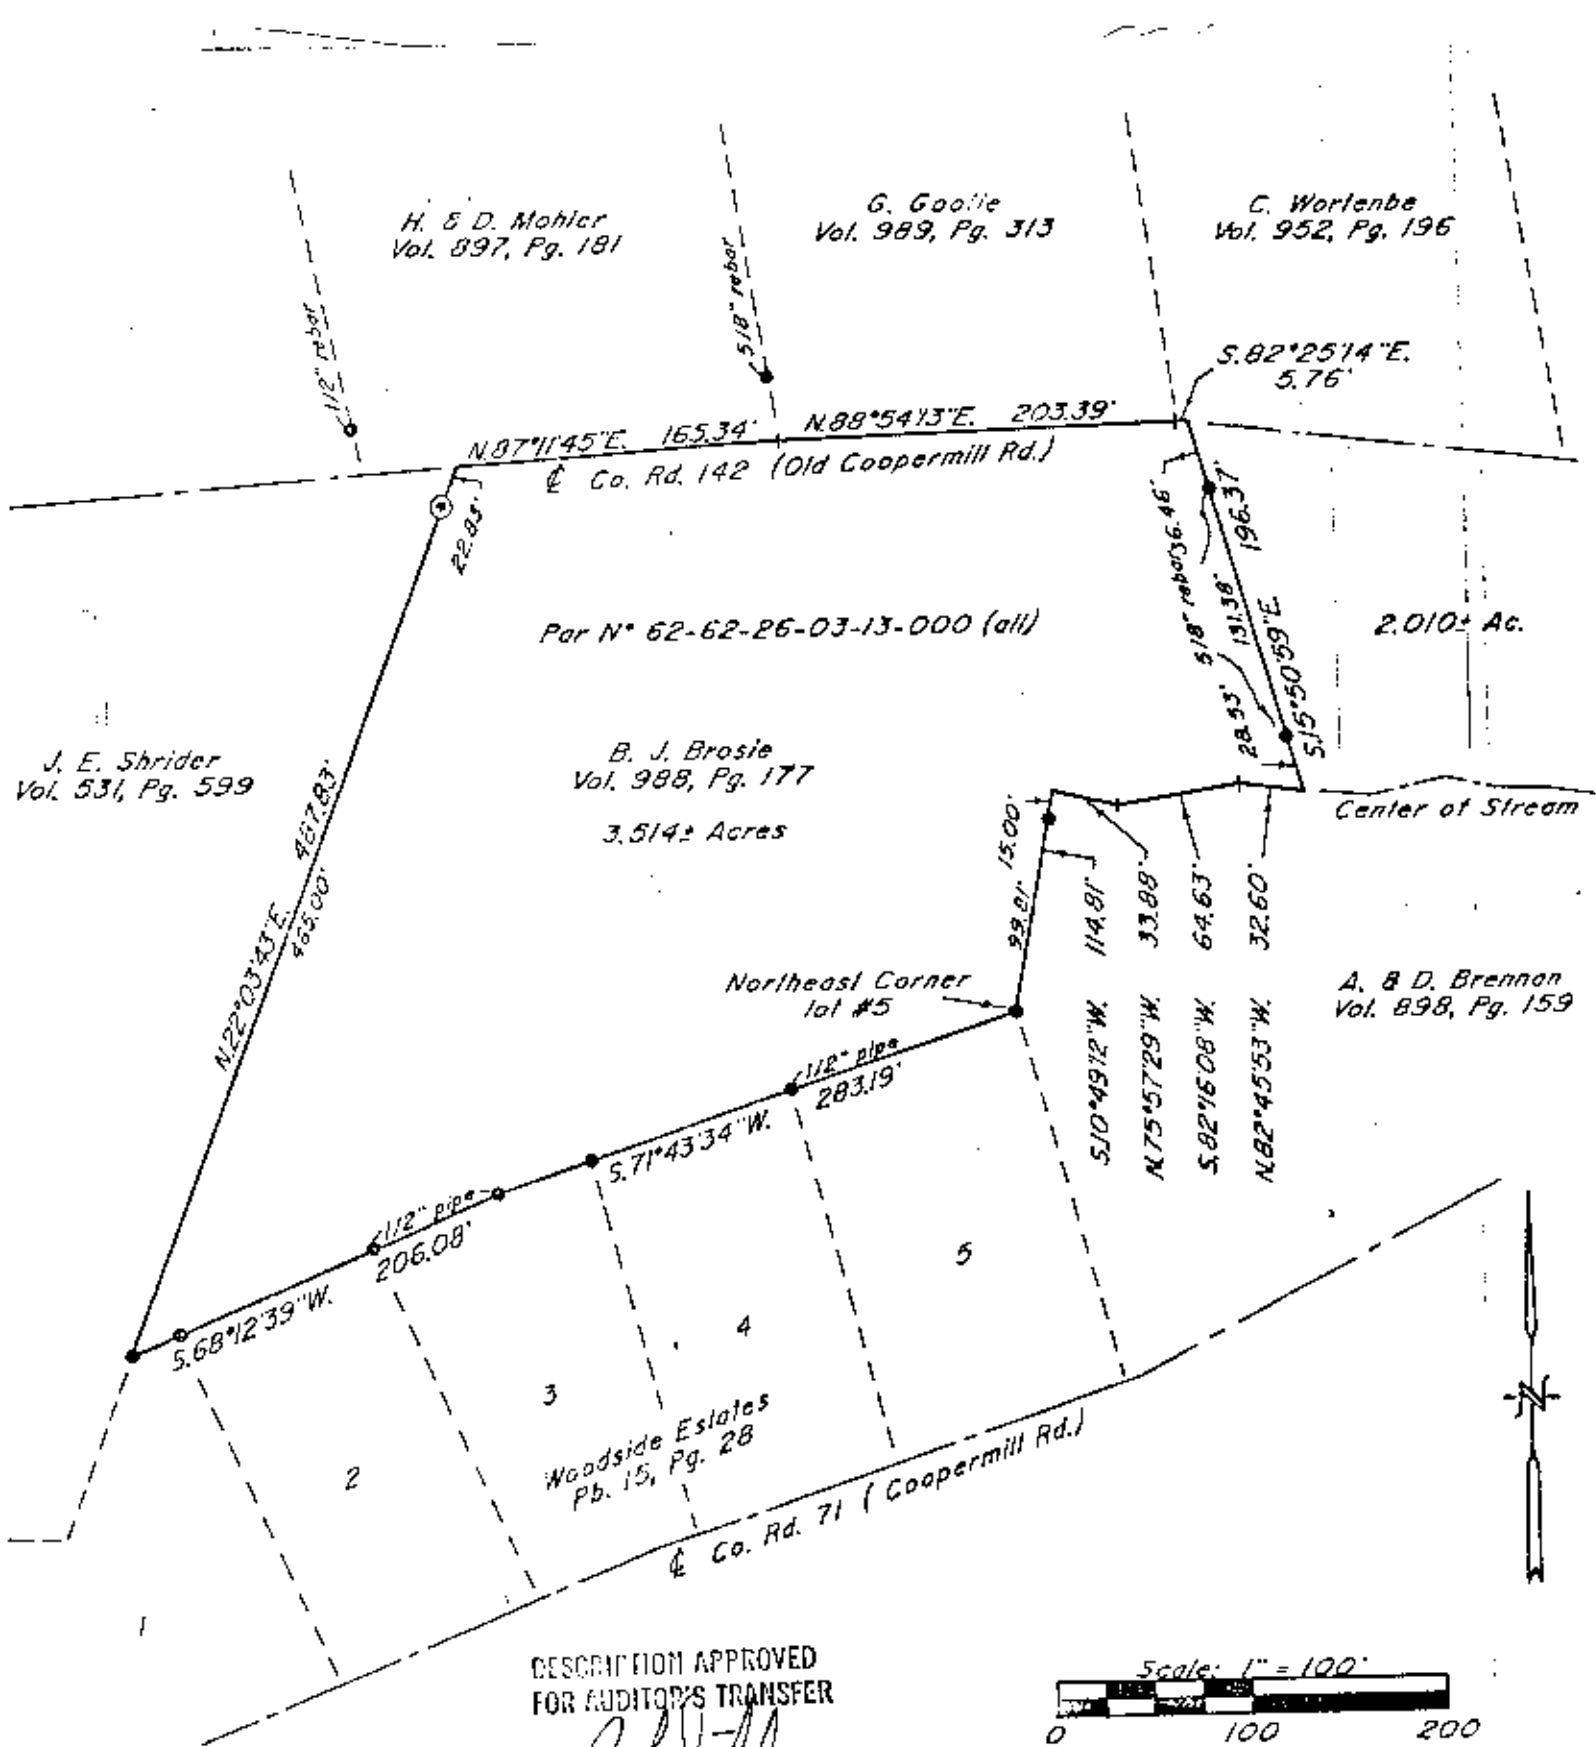 H. & D. Mohler
Vol. 897, Pg. 181
G. Goolie
Vol. 989, Pg. 313
C. Wortenbe
Vol. 952, Pg. 196
1/2" rebar
5/8" rebar
S.82°25'14"E.
5.76'
N.87°11'45"E. 165.34'
N.88°54'13"E. 203.39'
℄ Co. Rd. 142 (Old Coopermill Rd.)
22.83'
36.46'
5/8" rebar
196.37'
131.38'
5/8" rebar
S.15°50'59"E.
28.53'
Par Nº 62-62-26-03-13-000 (all)
2.010± Ac.
J. E. Shrider
Vol. 531, Pg. 599
B. J. Brosie
Vol. 988, Pg. 177
3.514± Acres
Center of Stream
N.22°03'43"E. 487.83'
465.00'
15.00'
99.81'
S.10°49'12"W. 114.81'
N.75°57'29"W. 33.88'
S.82°16'08"W. 64.63'
N.82°45'53"W. 32.60'
Northeast Corner
lot #5
A. & D. Brennan
Vol. 898, Pg. 159
1/2" pipe
S.71°43'34"W. 283.19'
1/2" pipe
S.68°12'39"W. 206.08'
5
4
3
2
1
Woodside Estates
Pb. 15, Pg. 28
℄ Co. Rd. 71 (Coopermill Rd.)
N
DESCRIPTION APPROVED
FOR AUDITOR'S TRANSFER
Scale: 1" = 100'
0 100 200